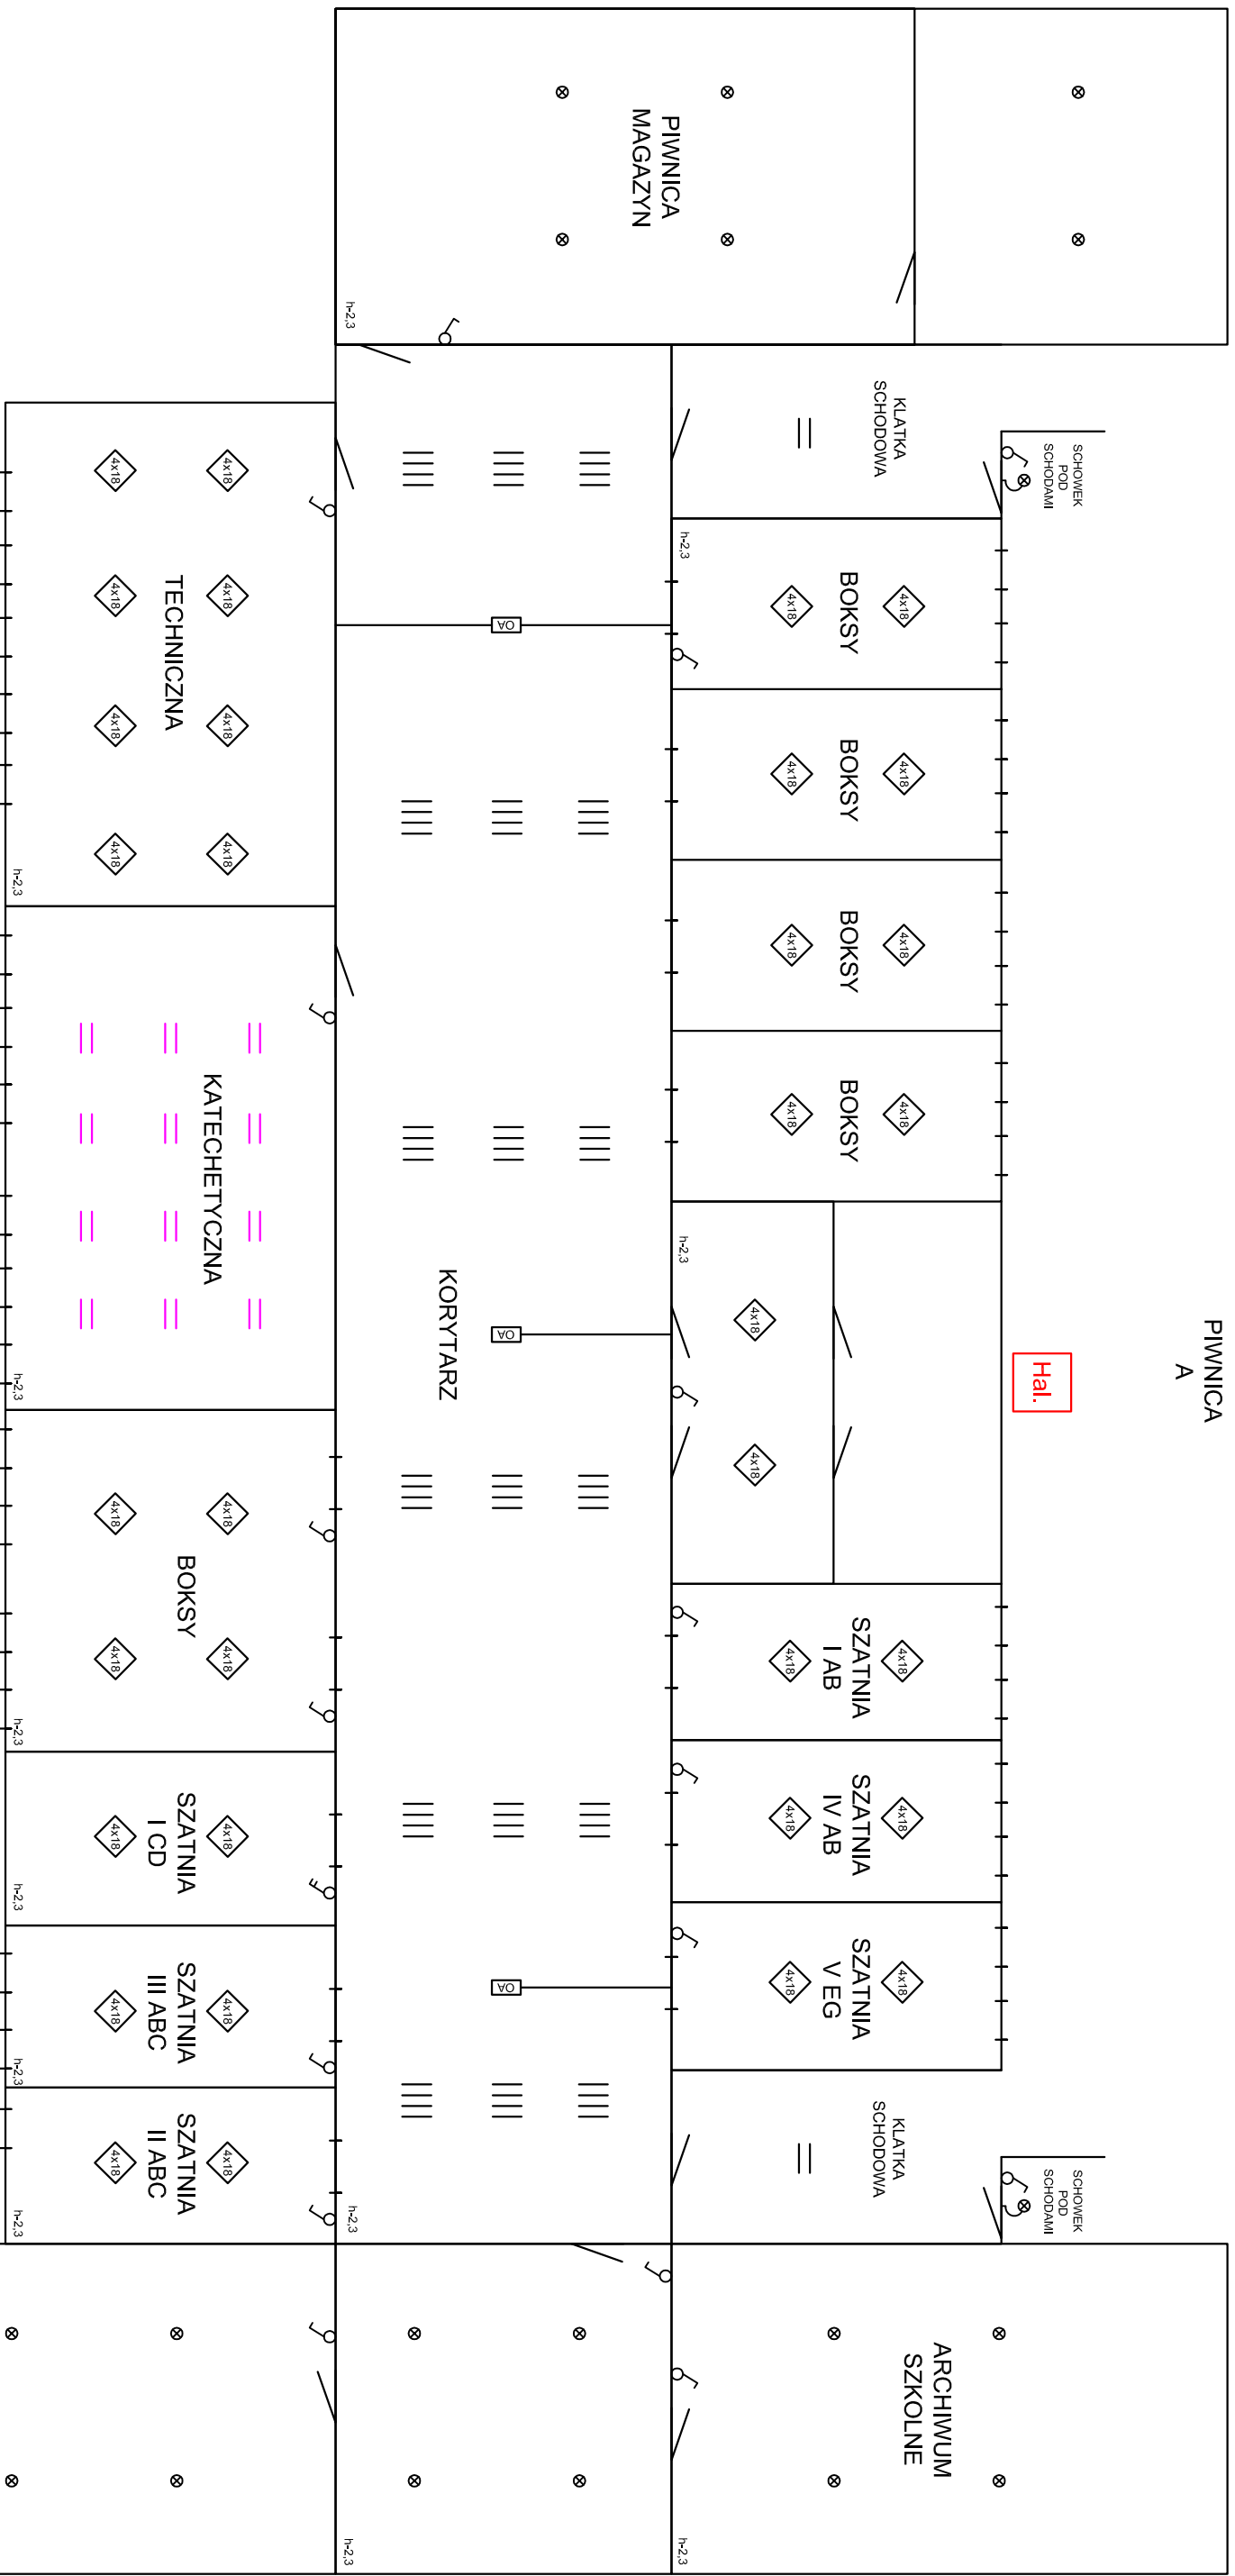 PIWNICA
A
Hal.
SCHOWEK
POD
SCHODAMI
KLATKA
SCHODOWA
4x18
BOKSY
4x18
h-2,3
4x18
BOKSY
4x18
4x18
BOKSY
4x18
4x18
BOKSY
4x18
4x18
4x18
h-2,3
4x18
SZATNIA
I AB
4x18
4x18
SZATNIA
IV AB
4x18
4x18
SZATNIA
V EG
4x18
SCHOWEK
POD
SCHODAMI
KLATKA
SCHODOWA
ARCHIWUM
SZKOLNE
h-2,3
PIWNICA
MAGAZYN
h-2,3
OA
OA
OA
KORYTARZ
h-2,3
h-2,3
4x18
4x18
4x18
4x18
TECHNICZNA
4x18
4x18
4x18
4x18
h-2,3
KATECHETYCZNA
h-2,3
4x18
4x18
BOKSY
4x18
4x18
h-2,3
4x18
SZATNIA
I CD
4x18
h-2,3
4x18
SZATNIA
III ABC
4x18
h-2,3
4x18
SZATNIA
II ABC
4x18
h-2,3